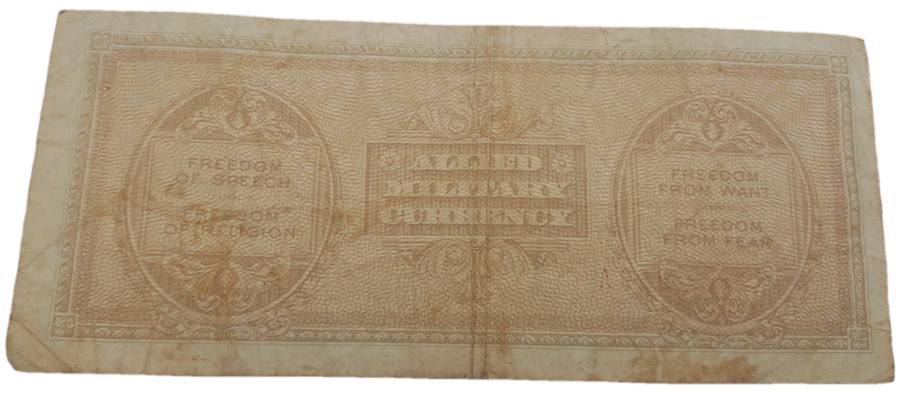 FREEDOM
OF SPEECH
FREEDOM
OF RELIGION
ALLIED
MILITARY
CURRENCY
FREEDOM
FROM WANT
FREEDOM
FROM FEAR